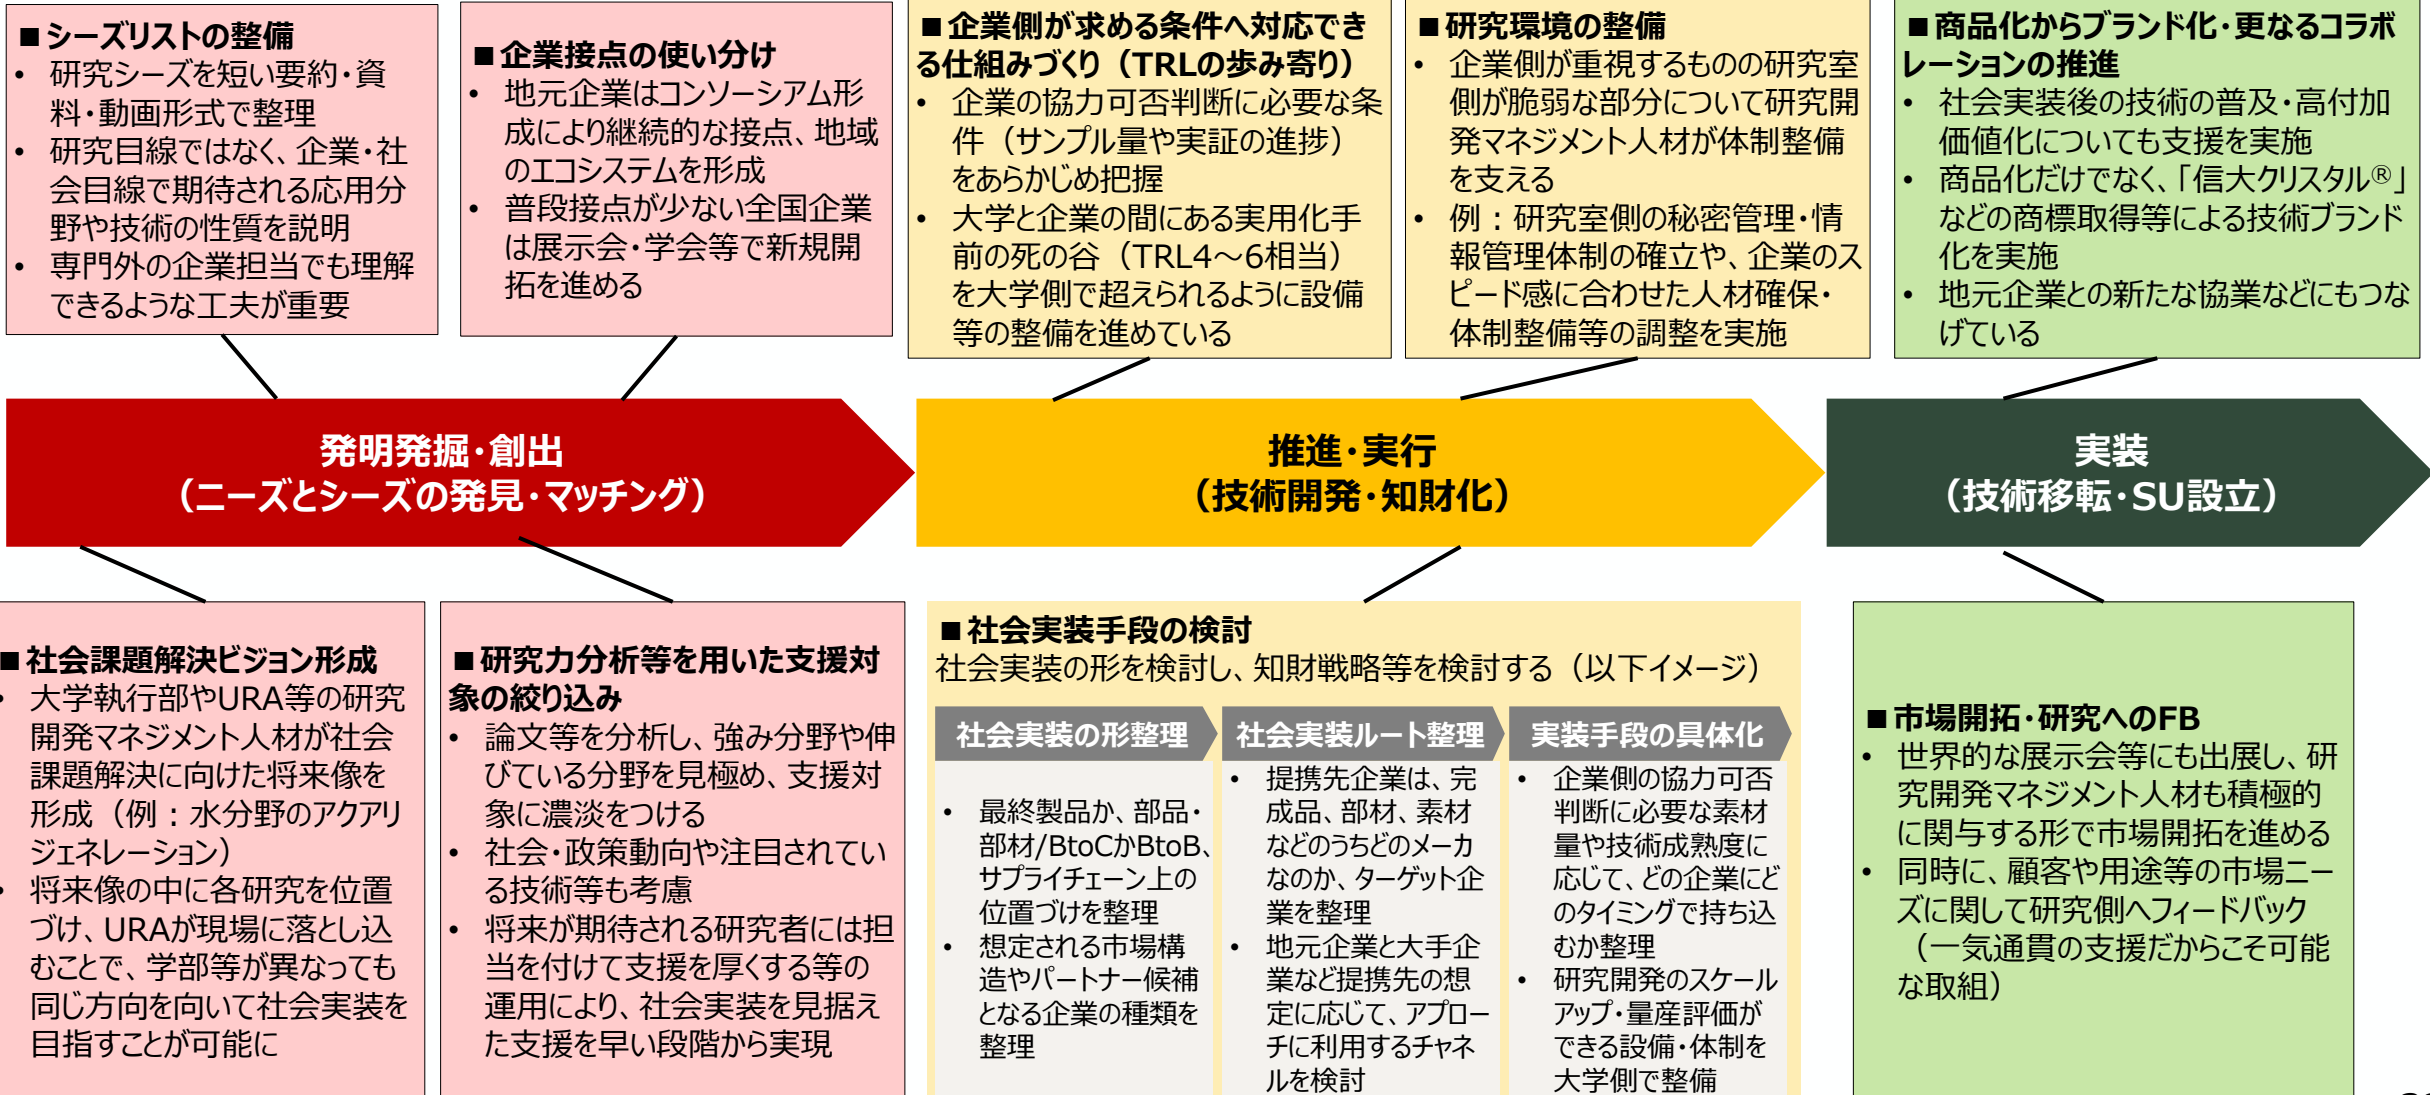 ■シーズリストの整備
• 研究シーズを短い要約・資
料・動画形式で整理
• 研究目線ではなく、企業・社
会目線で期待される応用分
野や技術の性質を説明
• 専門外の企業担当でも理解
できるような工夫が重要
■企業接点の使い分け
• 地元企業はコンソーシアム形
成により継続的な接点、地域
のエコシステムを形成
• 普段接点が少ない全国企業
は展示会・学会等で新規開
拓を進める
■企業側が求める条件へ対応でき
る仕組みづくり（TRLの歩み寄り）
• 企業の協力可否判断に必要な条
件（サンプル量や実証の進捗）
をあらかじめ把握
• 大学と企業の間にある実用化手
前の死の谷（TRL4～6相当）
を大学側で超えられるように設備
等の整備を進めている
■研究環境の整備
• 企業側が重視するものの研究室
側が脆弱な部分について研究開
発マネジメント人材が体制整備
を支える
• 例：研究室側の秘密管理・情
報管理体制の確立や、企業のス
ピード感に合わせた人材確保・
体制整備等の調整を実施
■商品化からブランド化・更なるコラボ
レーションの推進
• 社会実装後の技術の普及・高付加
価値化についても支援を実施
• 商品化だけでなく、「信大クリスタル®」
などの商標取得等による技術ブランド
化を実施
• 地元企業との新たな協業などにもつな
げている
発明発掘・創出
（ニーズとシーズの発見・マッチング）
推進・実行
（技術開発・知財化）
実装
（技術移転・SU設立）
■社会課題解決ビジョン形成
• 大学執行部やURA等の研究
開発マネジメント人材が社会
課題解決に向けた将来像を
形成（例：水分野のアクアリ
ジェネレーション）
• 将来像の中に各研究を位置
づけ、URAが現場に落とし込
むことで、学部等が異なっても
同じ方向を向いて社会実装を
目指すことが可能に
■研究力分析等を用いた支援対
象の絞り込み
• 論文等を分析し、強み分野や伸
びている分野を見極め、支援対
象に濃淡をつける
• 社会・政策動向や注目されてい
る技術等も考慮
• 将来が期待される研究者には担
当を付けて支援を厚くする等の
運用により、社会実装を見据え
た支援を早い段階から実現
■社会実装手段の検討
社会実装の形を検討し、知財戦略等を検討する（以下イメージ）
社会実装の形整理
• 最終製品か、部品・
部材/BtoCかBtoB、
サプライチェーン上の
位置づけを整理
• 想定される市場構
造やパートナー候補
となる企業の種類を
整理
社会実装ルート整理
• 提携先企業は、完
成品、部材、素材
などのうちどのメーカ
なのか、ターゲット企
業を整理
• 地元企業と大手企
業など提携先の想
定に応じて、アプロー
チに利用するチャネ
ルを検討
実装手段の具体化
• 企業側の協力可否
判断に必要な素材
量や技術成熟度に
応じて、どの企業にど
のタイミングで持ち込
むか整理
• 研究開発のスケール
アップ・量産評価が
できる設備・体制を
大学側で整備
■市場開拓・研究へのFB
• 世界的な展示会等にも出展し、研
究開発マネジメント人材も積極的
に関与する形で市場開拓を進める
• 同時に、顧客や用途等の市場ニー
ズに関して研究側へフィードバック
（一気通貫の支援だからこそ可能
な取組）